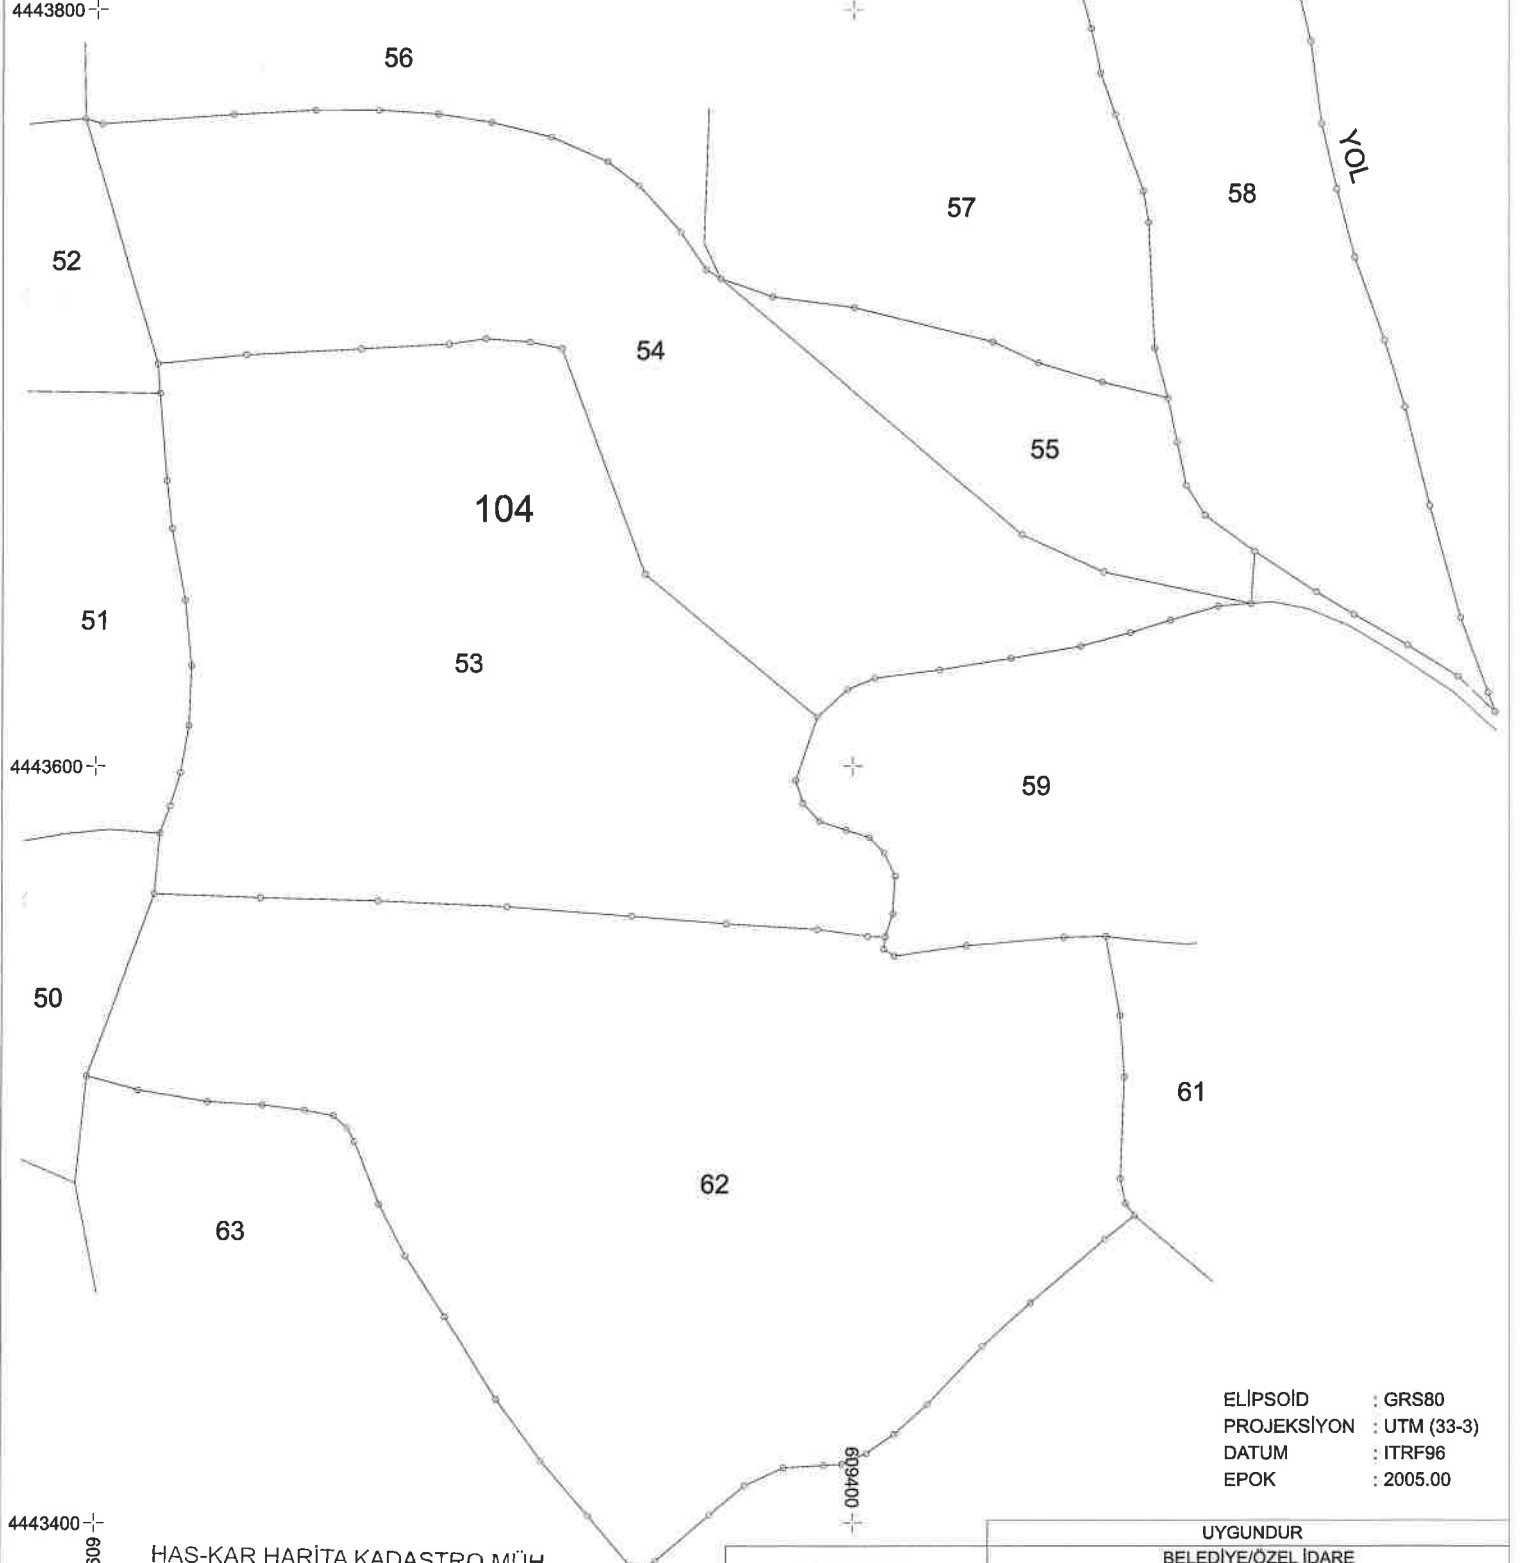 4443800
56
YOL
58
57
52
54
55
104
51
53
4443600
59
50
61
62
63
ELİPSOİD : GRS80
PROJEKSİYON : UTM (33-3)
DATUM : ITRF96
EPOK : 2005.00
609400
4443400
UYGUNDUR
HAS-KAR HARİTA KADASTRO MÜH
BELEDİYE/ÖZEL İDARE